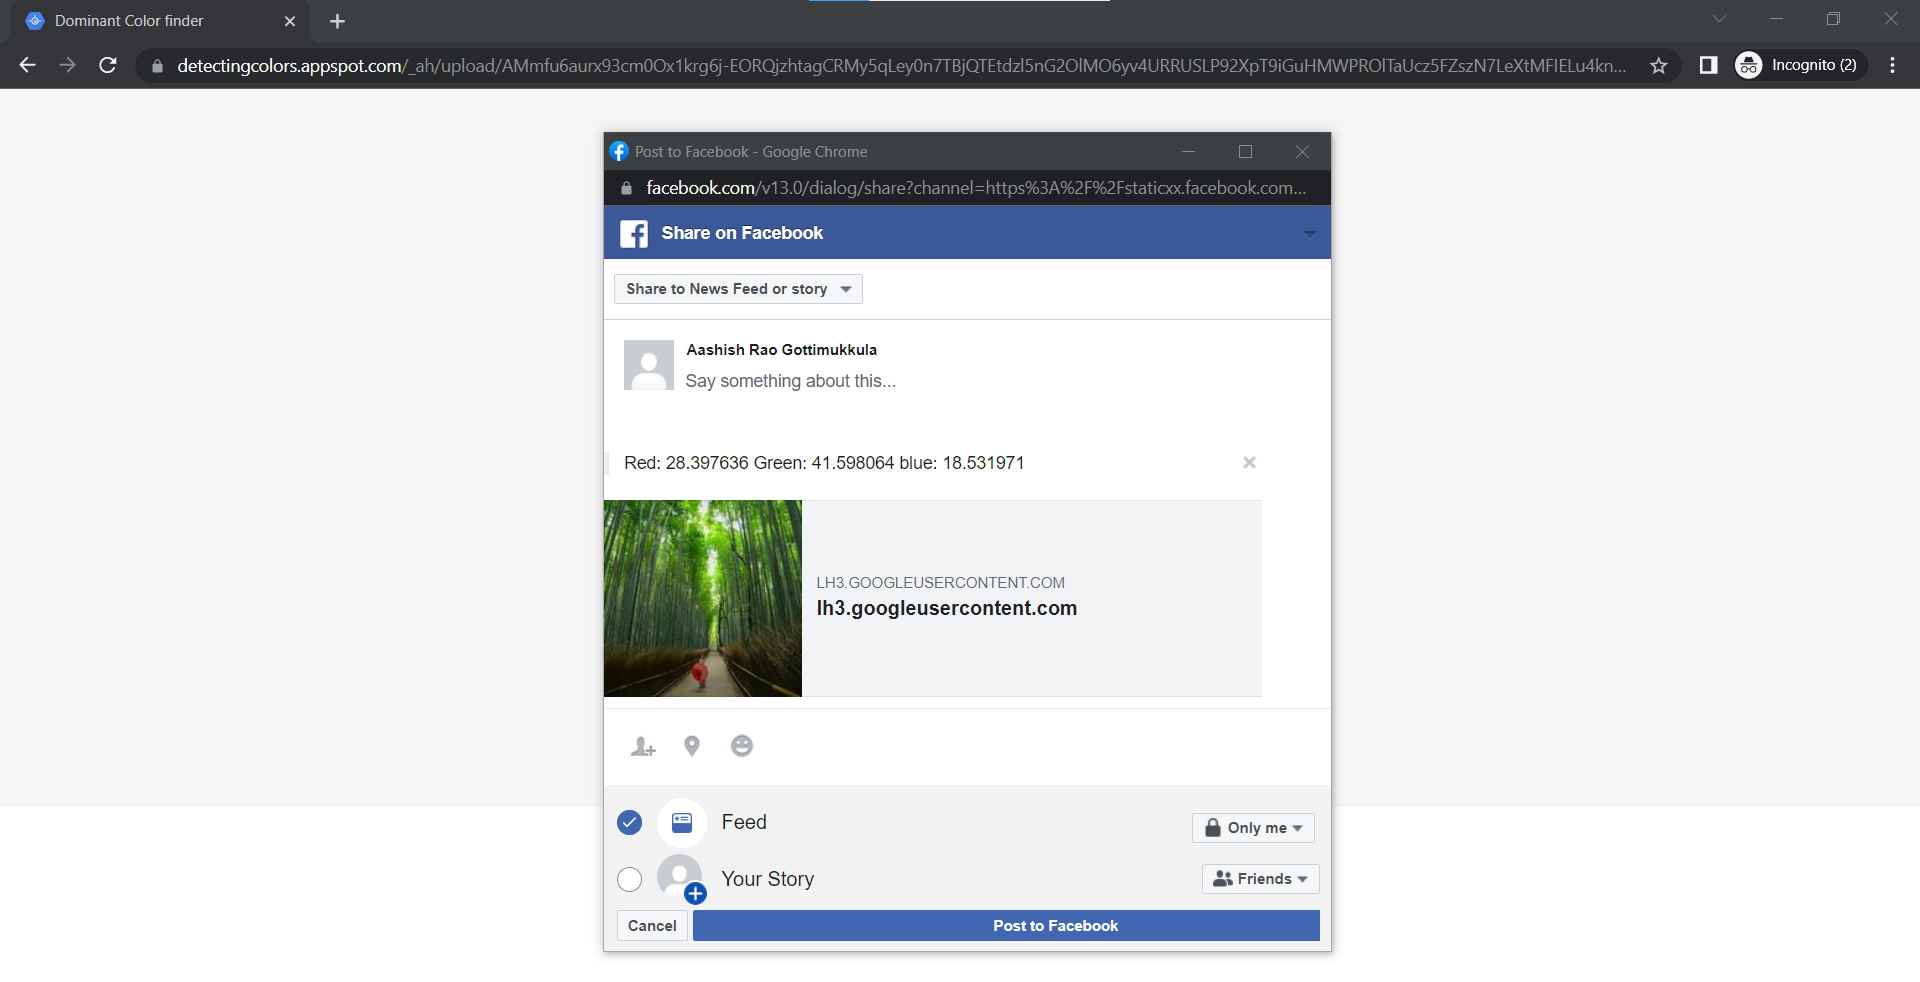 Dominant Color finder
detectingcolors.appspot.com/_ah/upload/AMmfu6aurx93cm0Ox1krg6j-EORQjzhtagCRMy5qLey0n7TBjQTEtdzl5nG2OlMO6yv4URRUSLP92XpT9iGuHMWPROlTaUcz5FZszN7LeXtMFIELu4kn...
Incognito (2)
Post to Facebook - Google Chrome
facebook.com/v13.0/dialog/share?channel=https%3A%2F%2Fstaticxx.facebook.com...
Share on Facebook
Share to News Feed or story
Aashish Rao Gottimukkula
Say something about this...
Red: 28.397636 Green: 41.598064 blue: 18.531971
LH3.GOOGLEUSERCONTENT.COM
lh3.googleusercontent.com
Feed
Only me
Your Story
Friends
Cancel
Post to Facebook